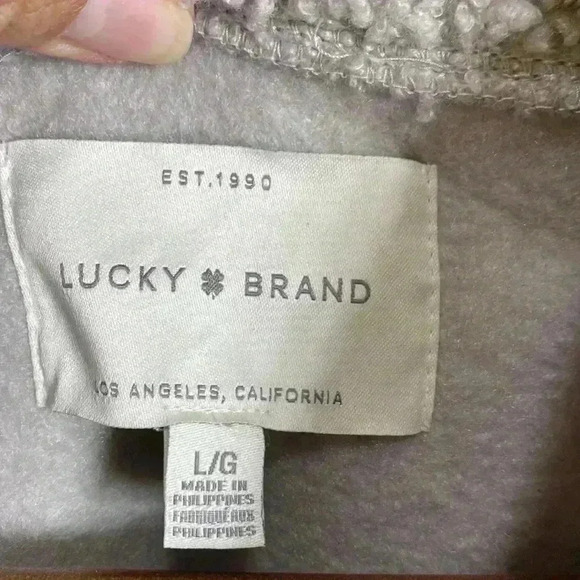 EST.1990
LUCKY BRAND
LOS ANGELES, CALIFORNIA
L/G
MADE IN
PHILIPPINES
FABRIQUÉ AUX
PHILIPPINES